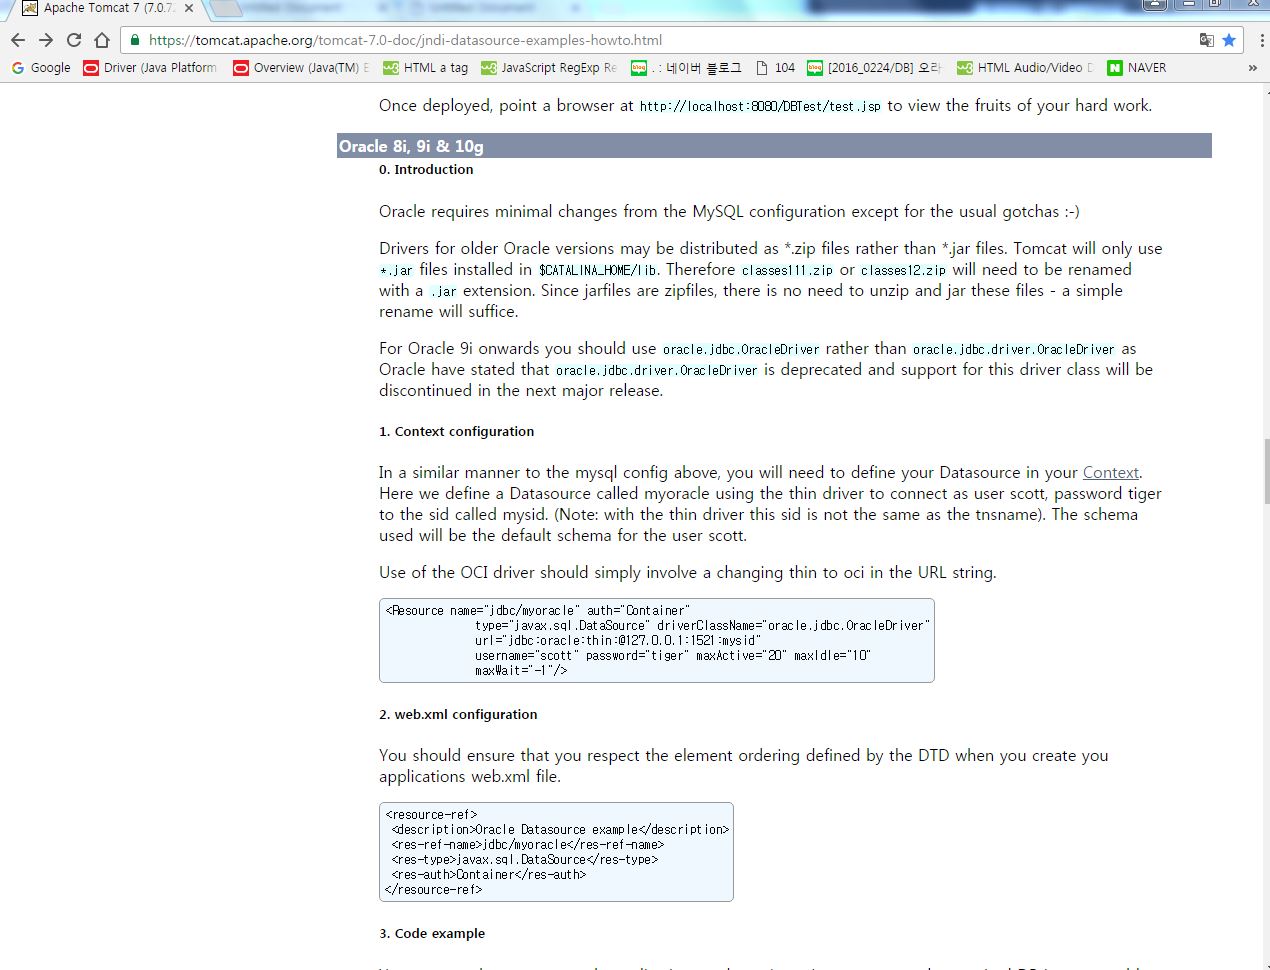 Apache Tomcat 7 (7.0.7
https://tomcat.apache.org/tomcat-7.0-doc/jndi-datasource-examples-howto.html
Google Driver (Java Platform Overview (Java(TM) E HTML a tag JavaScript RegExp Re . : 네이버 블로그 104 [2016_0224/DB] 오라 HTML Audio/Video D NAVER »
Once deployed, point a browser at http://localhost:8080/DBTest/test.jsp to view the fruits of your hard work.
Oracle 8i, 9i & 10g
0. Introduction
Oracle requires minimal changes from the MySQL configuration except for the usual gotchas :-)
Drivers for older Oracle versions may be distributed as *.zip files rather than *.jar files. Tomcat will only use
*.jar files installed in $CATALINA_HOME/lib. Therefore classes111.zip or classes12.zip will need to be renamed
with a .jar extension. Since jarfiles are zipfiles, there is no need to unzip and jar these files - a simple
rename will suffice.
For Oracle 9i onwards you should use oracle.jdbc.OracleDriver rather than oracle.jdbc.driver.OracleDriver as
Oracle have stated that oracle.jdbc.driver.OracleDriver is deprecated and support for this driver class will be
discontinued in the next major release.
1. Context configuration
In a similar manner to the mysql config above, you will need to define your Datasource in your Context.
Here we define a Datasource called myoracle using the thin driver to connect as user scott, password tiger
to the sid called mysid. (Note: with the thin driver this sid is not the same as the tnsname). The schema
used will be the default schema for the user scott.
Use of the OCI driver should simply involve a changing thin to oci in the URL string.
<Resource name="jdbc/myoracle" auth="Container"
type="javax.sql.DataSource" driverClassName="oracle.jdbc.OracleDriver"
url="jdbc:oracle:thin:@127.0.0.1:1521:mysid"
username="scott" password="tiger" maxActive="20" maxIdle="10"
maxWait="-1"/>
2. web.xml configuration
You should ensure that you respect the element ordering defined by the DTD when you create you
applications web.xml file.
<resource-ref>
<description>Oracle Datasource example</description>
<res-ref-name>jdbc/myoracle</res-ref-name>
<res-type>javax.sql.DataSource</res-type>
<res-auth>Container</res-auth>
</resource-ref>
3. Code example